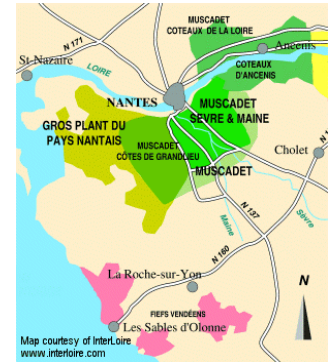 MUSCADET
COTEAUX DE LA LOIRE
N 171
Ancenis
St-Nazaire
LOIRE
COTEAUX
D'ANCENIS
NANTES
MUSCADET
SEVRE & MAINE
GROS PLANT DU
PAYS NANTAIS
MUSCADET
CÔTES DE GRANDLIEU
Cholet
MUSCADET
Maine
N 137
Sèvre
N 160
La Roche-sur-Yon
FIEFS VENDÉENS
Les Sables d'Olonne
N
Map courtesy of InterLoire
www.interloire.com